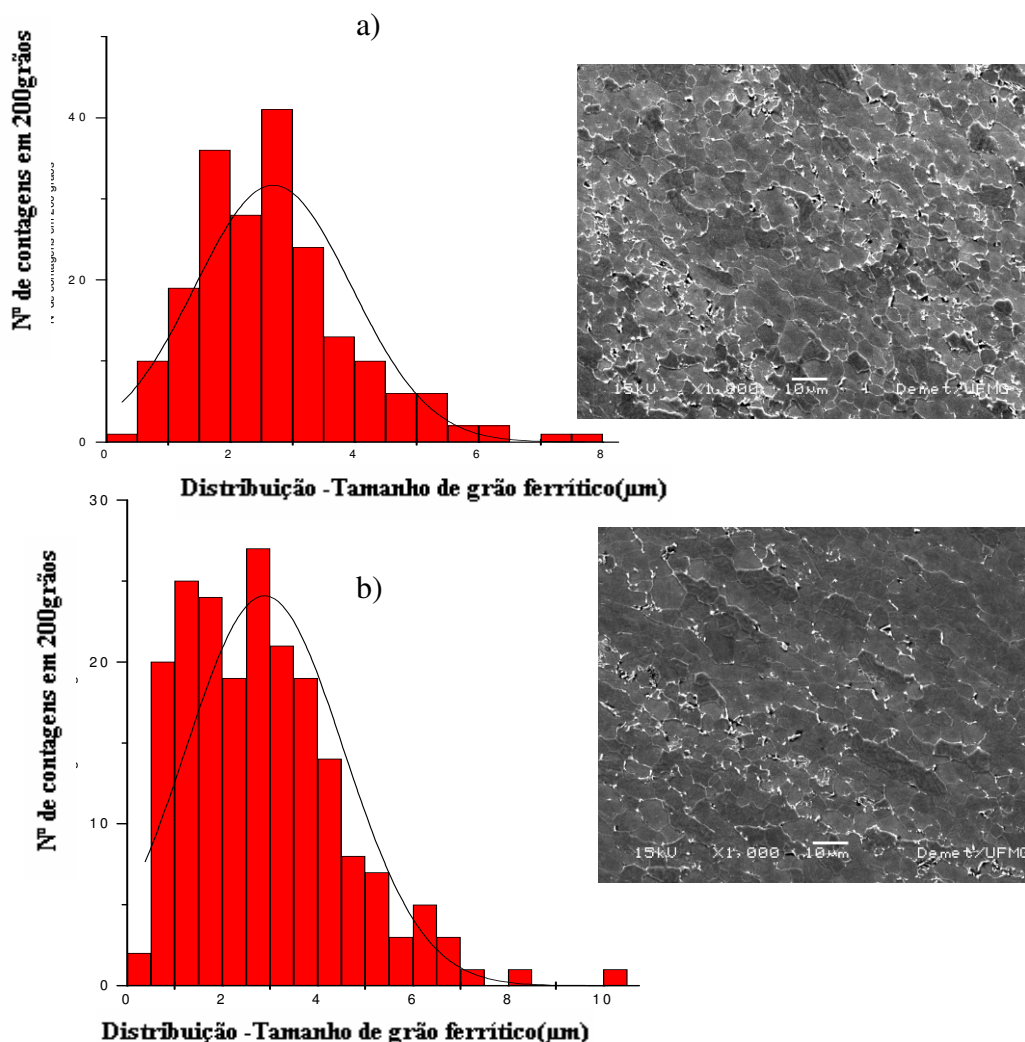 a)
Nº de contagens em 200grãos
40
20
0
0 2 4 6 8
Distribuição -Tamanho de grão ferrítico(µm)
15kV X1,000 10µm Demet/UFMG
b)
Nº de contagens em 200grãos
30
20
10
0
0 2 4 6 8 10
Distribuição -Tamanho de grão ferrítico(µm)
15kV X1,000 10µm Demet/UFMG